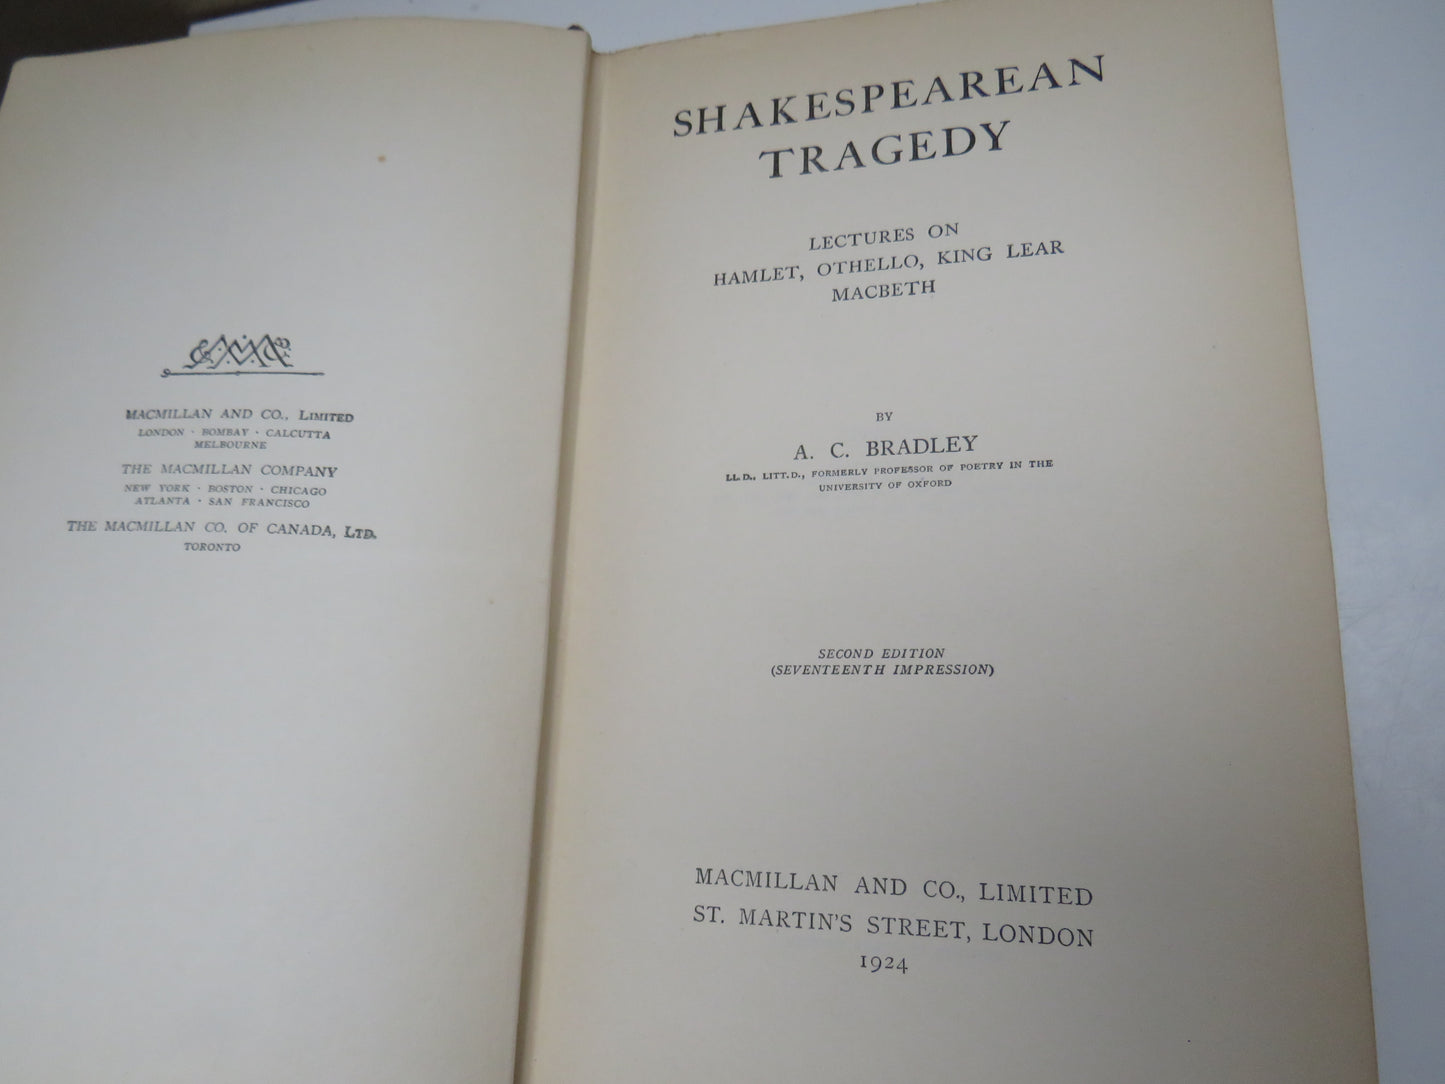 MACMILLAN AND CO., LIMITED
LONDON · BOMBAY · CALCUTTA
MELBOURNE
THE MACMILLAN COMPANY
NEW YORK · BOSTON · CHICAGO
ATLANTA · SAN FRANCISCO
THE MACMILLAN CO. OF CANADA, LTD.
TORONTO
SHAKESPEAREAN
TRAGEDY
LECTURES ON
HAMLET, OTHELLO, KING LEAR
MACBETH
BY
A. C. BRADLEY
LL.D., LITT.D., FORMERLY PROFESSOR OF POETRY IN THE
UNIVERSITY OF OXFORD
SECOND EDITION
(SEVENTEENTH IMPRESSION)
MACMILLAN AND CO., LIMITED
ST. MARTIN'S STREET, LONDON
1924